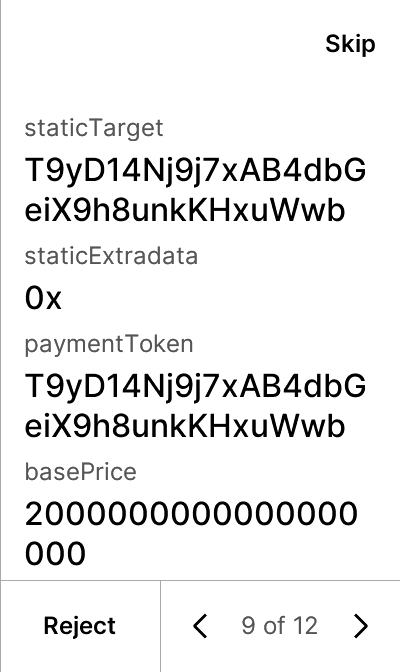 Skip
staticTarget
T9yD14Nj9j7xAB4dbG
eiX9h8unkKHxuWwb
staticExtradata
0x
paymentToken
T9yD14Nj9j7xAB4dbG
eiX9h8unkKHxuWwb
basePrice
2000000000000000
000
Reject
9 of 12